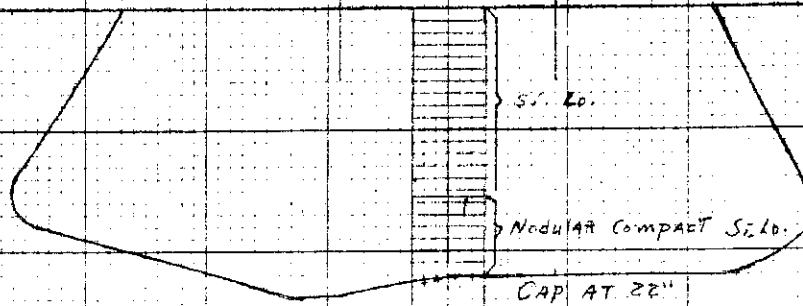 Si. Lo.
Nodular Compact Si. Lo.
CAP AT 22"